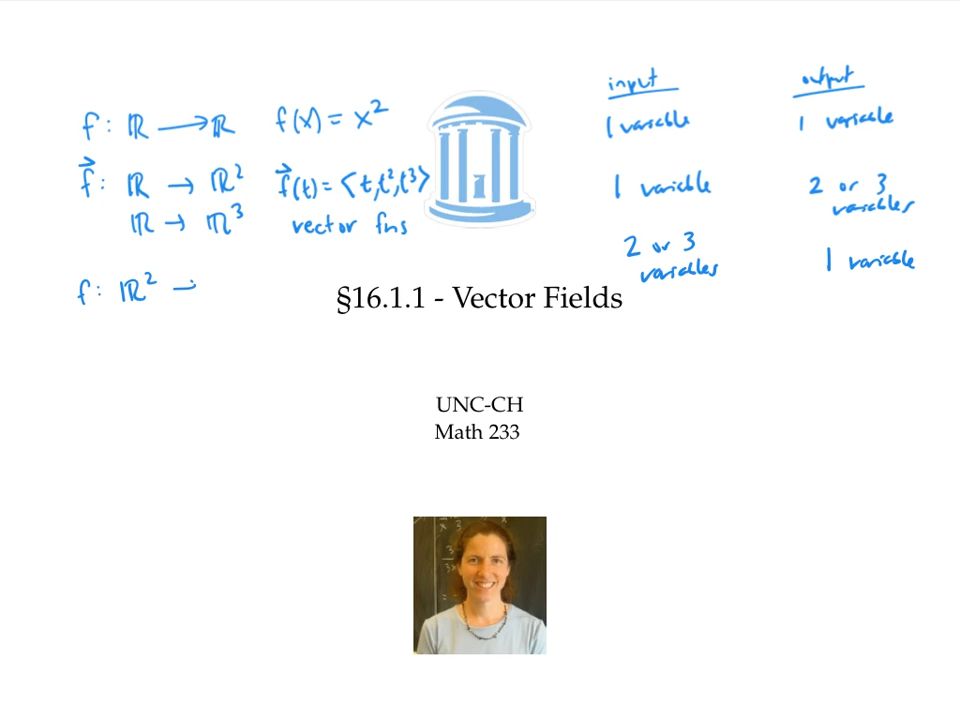 input output
f : ℝ → ℝ f(x) = x² 1 variable 1 variable
f⃗ : ℝ → ℝ² f⃗(t) = ⟨t, t², t³⟩ 1 variable 2 or 3 variables
ℝ → ℝ³ vector fns
f : ℝ² → 2 or 3 variables 1 variable
§16.1.1 - Vector Fields
UNC-CH
Math 233